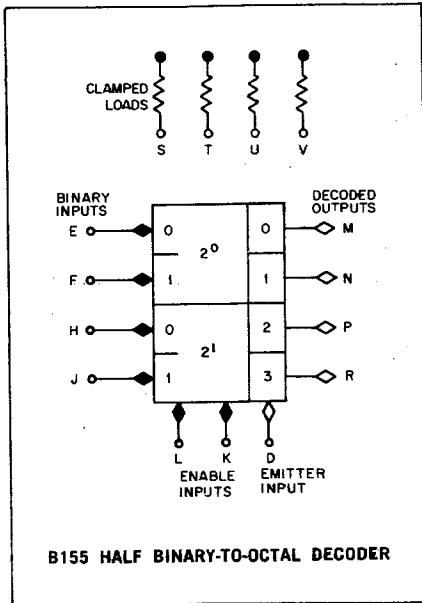 CLAMPED
LOADS
S T U V
BINARY
INPUTS
DECODED
OUTPUTS
E 0 2⁰ 0 M
F 1 1 N
H 0 2¹ 2 P
J 1 3 R
L K D
ENABLE
INPUTS
EMITTER
INPUT
B155 HALF BINARY-TO-OCTAL DECODER